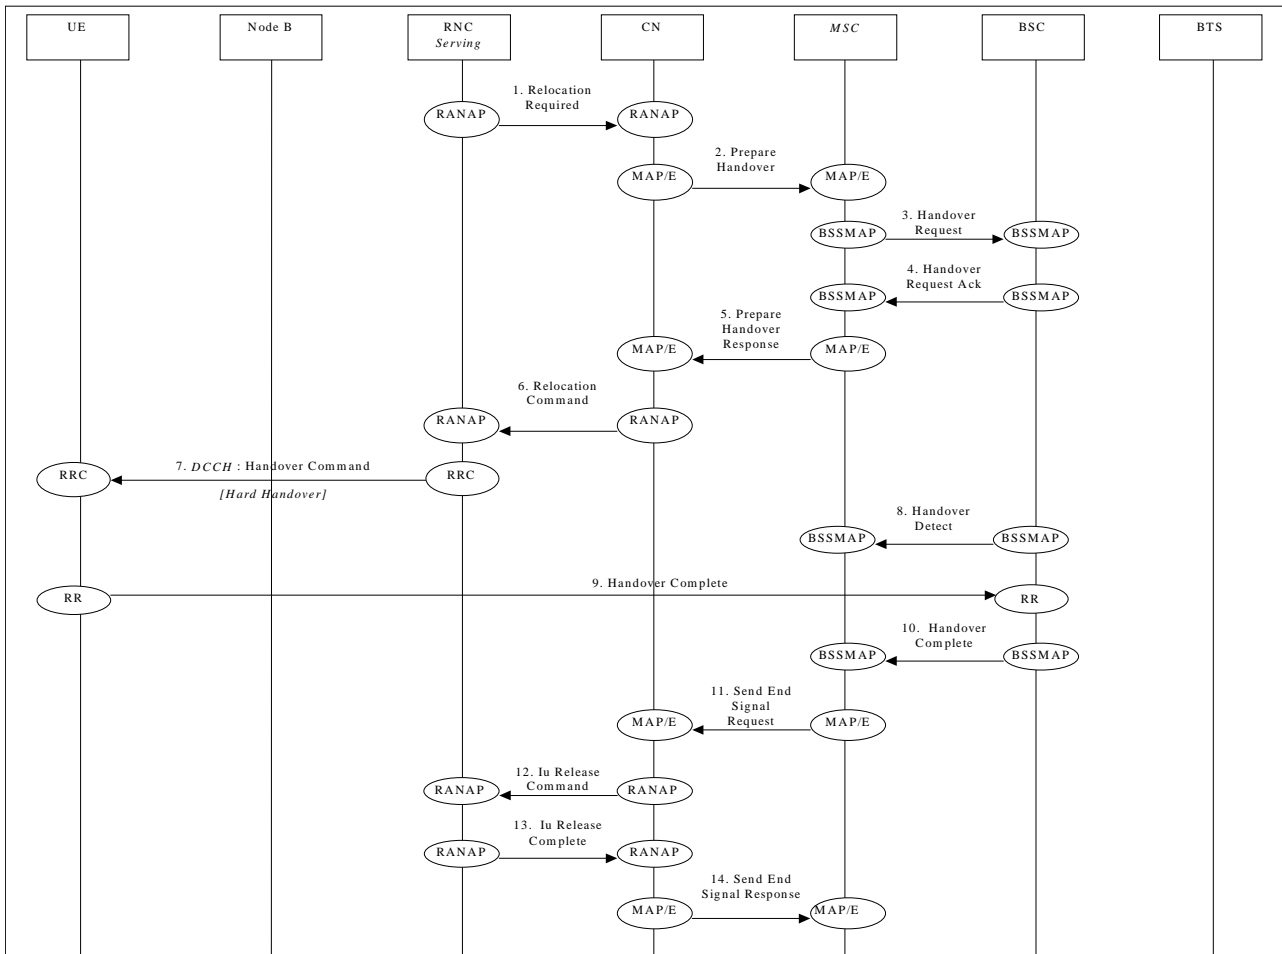 UE
Node B
RNC
Serving
CN
MSC
BSC
BTS
1. Relocation
Required
RANAP
RANAP
2. Prepare
Handover
MAP/E
MAP/E
3. Handover
Request
BSSMAP
BSSMAP
4. Handover
Request Ack
BSSMAP
BSSMAP
5. Prepare
Handover
Response
MAP/E
MAP/E
6. Relocation
Command
RANAP
RANAP
7. DCCH : Handover Command
[Hard Handover]
RRC
RRC
8. Handover
Detect
BSSMAP
BSSMAP
9. Handover Complete
RR
RR
10. Handover
Complete
BSSMAP
BSSMAP
11. Send End
Signal
Request
MAP/E
MAP/E
12. Iu Release
Command
RANAP
RANAP
13. Iu Release
Complete
RANAP
RANAP
14. Send End
Signal Response
MAP/E
MAP/E